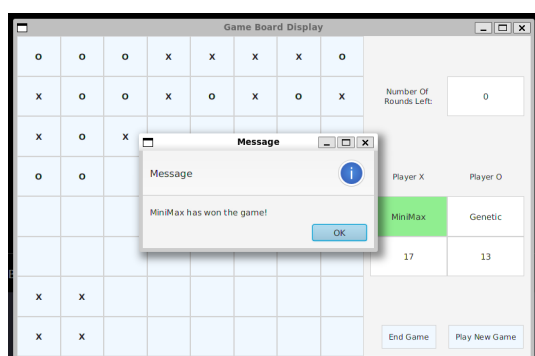 Game Board Display
O O O X X X X O
X O O X O X O X
Number Of
Rounds Left:
0
X O X
Message
O O
Message
Player X Player O
MiniMax has won the game!
MiniMax Genetic
OK
17 13
X X
X X
End Game Play New Game